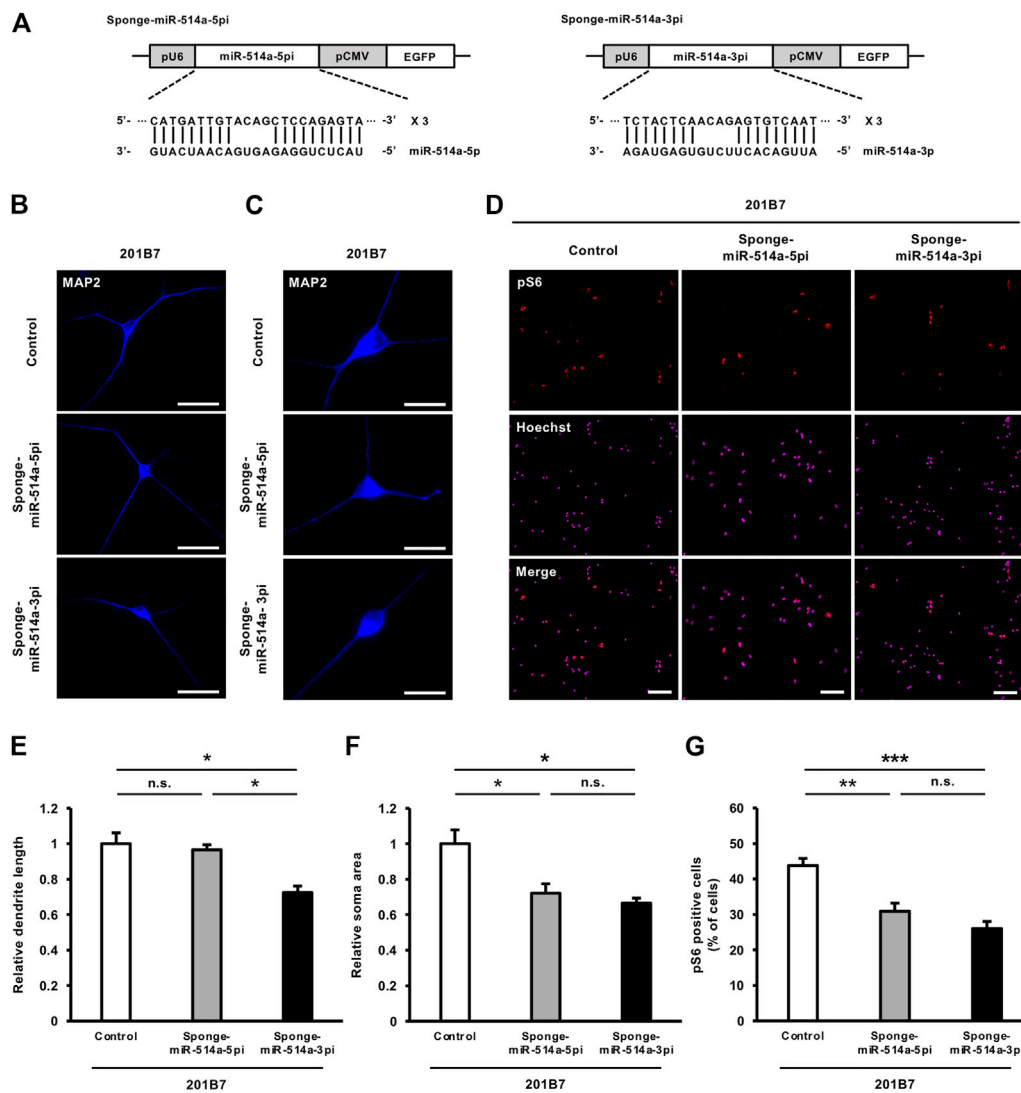 A
Sponge-miR-514a-5pi
pU6 miR-514a-5pi pCMV EGFP
5'- ··· CATGATTGTACAGCTCCAGAGTA ··· -3' X 3
3'- GUACUAACAGUGAGAGGUCUCAU -5' miR-514a-5p
Sponge-miR-514a-3pi
pU6 miR-514a-3pi pCMV EGFP
5'- ··· TCTACTCAACAGAGTGTCAAT ··· -3' X 3
3'- AGAUGAGUGUCUUCACAGUUA -5' miR-514a-3p
B
201B7
MAP2
Control
Sponge-
miR-514a-5pi
Sponge-
miR-514a-3pi
C
201B7
MAP2
Control
Sponge-
miR-514a-5pi
Sponge-
miR-514a- 3pi
D
201B7
Control
Sponge-
miR-514a-5pi
Sponge-
miR-514a-3pi
pS6
Hoechst
Merge
E
*
n.s. *
Relative dendrite length
1.2
1
0.8
0.6
0.4
0.2
0
Control
Sponge-
miR-514a-5pi
Sponge-
miR-514a-3pi
201B7
F
*
* n.s.
Relative soma area
1.2
1
0.8
0.6
0.4
0.2
0
Control
Sponge-
miR-514a-5pi
Sponge-
miR-514a-3pi
201B7
G
***
** n.s.
pS6 positive cells
(% of cells)
60
50
40
30
20
10
0
Control
Sponge-
miR-514a-5pi
Sponge-
miR-514a-3p
201B7